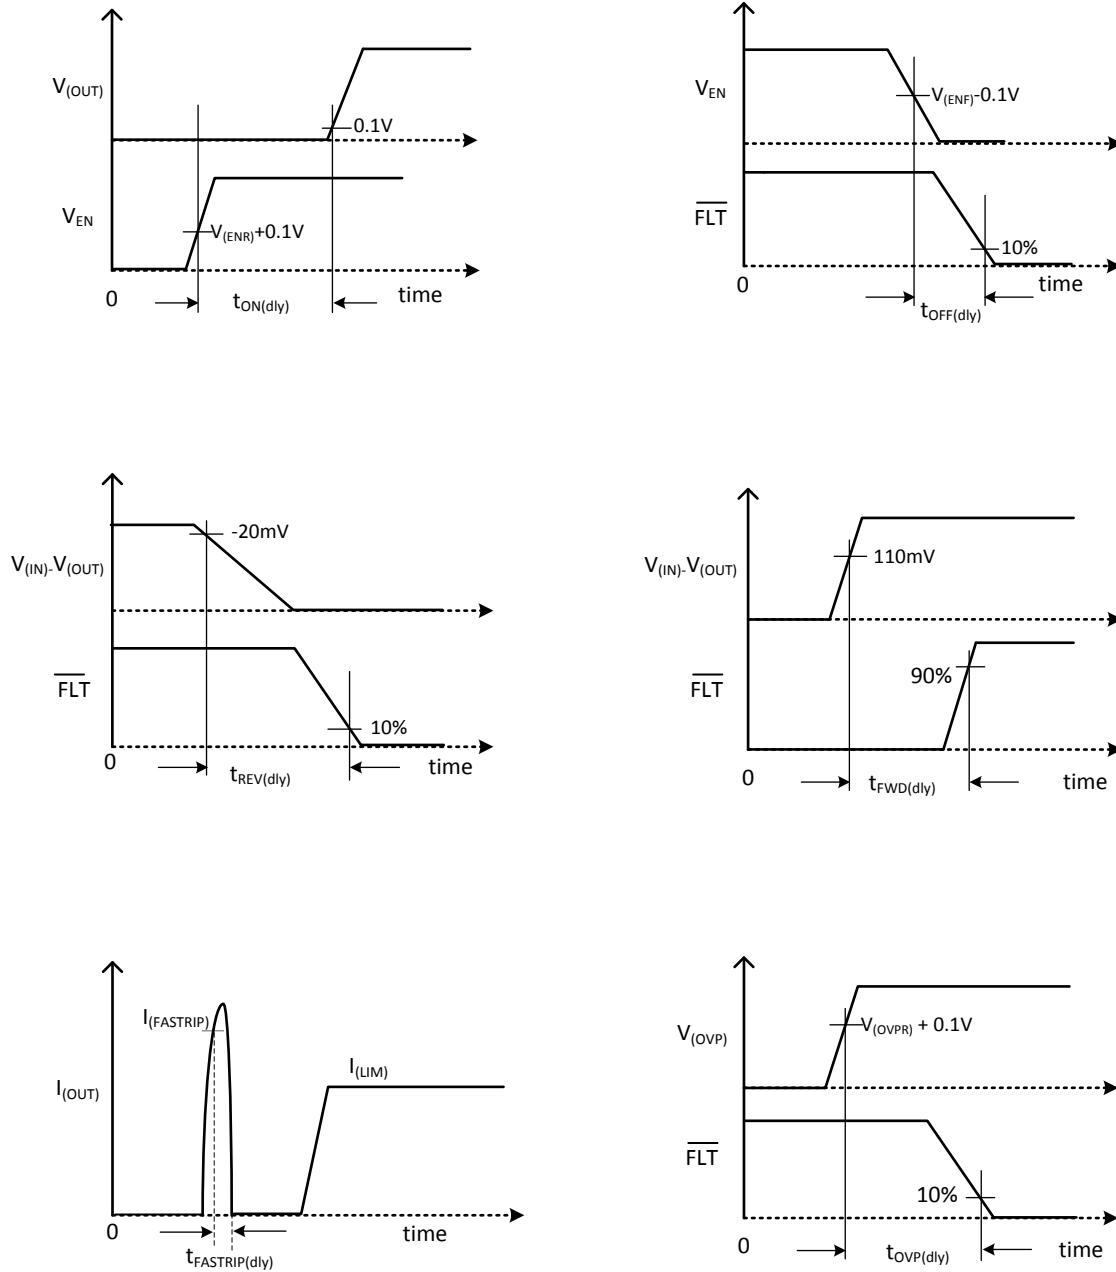 V(OUT)
0.1V
VEN
V(ENR)+0.1V
0
tON(dly)
time
VEN
V(ENF)-0.1V
FLT
10%
0
tOFF(dly)
time
V(IN)-V(OUT)
-20mV
FLT
10%
0
tREV(dly)
time
V(IN)-V(OUT)
110mV
FLT
90%
0
tFWD(dly)
time
I(FASTRIP)
I(OUT)
I(LIM)
0
tFASTRIP(dly)
time
V(OVP)
V(OVPR) + 0.1V
FLT
10%
0
tOVP(dly)
time